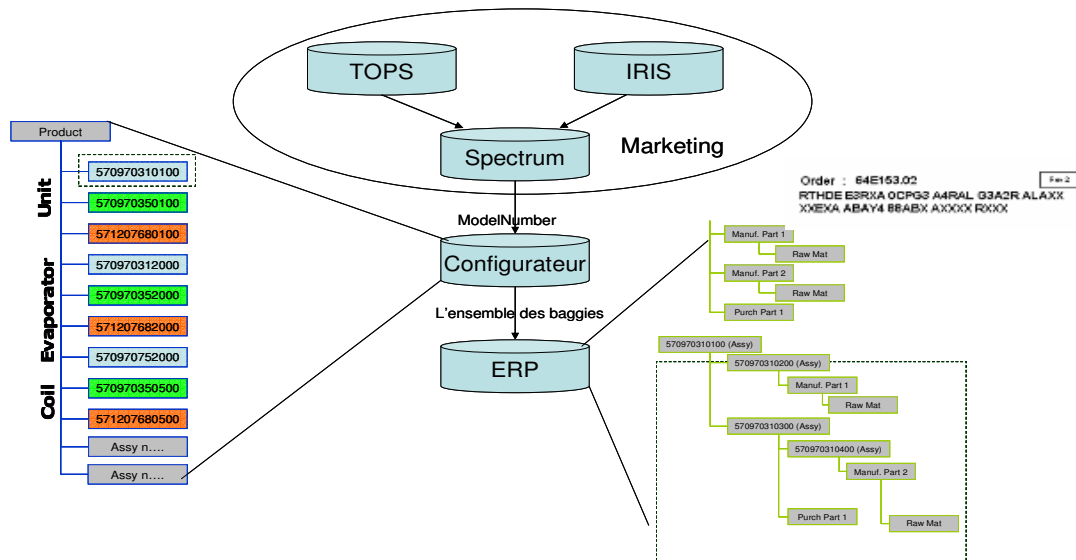 TOPS
IRIS
Spectrum
Marketing
ModelNumber
Configurateur
L'ensemble des baggies
ERP
Product
Unit
Evaporator
Coil
570970310100
570970350100
571207680100
570970312000
570970352000
571207682000
570970752000
570970350500
571207680500
Assy n....
Assy n....
Order : 64E153.02
RTHDE E8RXA 0CPG3 A4RAL G3A2R ALAXX
XXEXA ABAY4 88ABX AXXXX RXXX
Manuf. Part 1
Raw Mat
Manuf. Part 2
Raw Mat
Purch Part 1
570970310100 (Assy)
570970310200 (Assy)
Manuf. Part 1
Raw Mat
570970310300 (Assy)
570970310400 (Assy)
Manuf. Part 2
Purch Part 1
Raw Mat